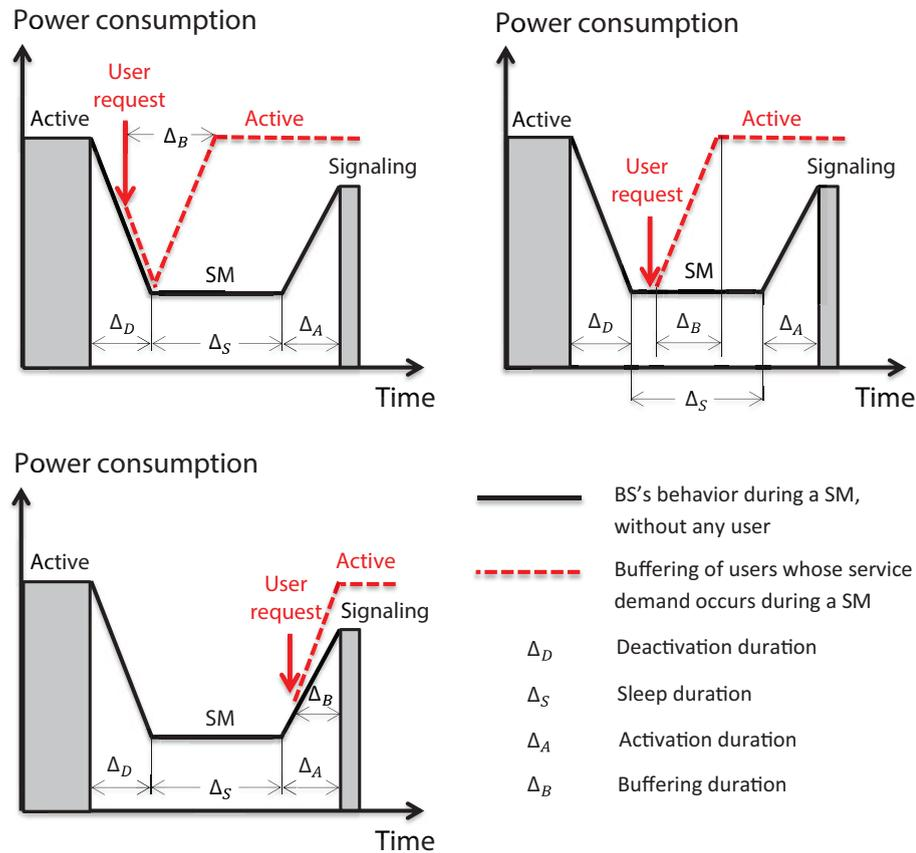 Power consumption
User
request
Active
Δ_B
Active
Signaling
SM
Δ_D
Δ_S
Δ_A
Time
Power consumption
Active
Active
User
request
Signaling
SM
Δ_D
Δ_B
Δ_A
Δ_S
Time
Power consumption
Active
User
request
Active
Signaling
SM
Δ_B
Δ_D
Δ_S
Δ_A
Time
BS's behavior during a SM,
without any user
Buffering of users whose service
demand occurs during a SM
Δ_D Deactivation duration
Δ_S Sleep duration
Δ_A Activation duration
Δ_B Buffering duration